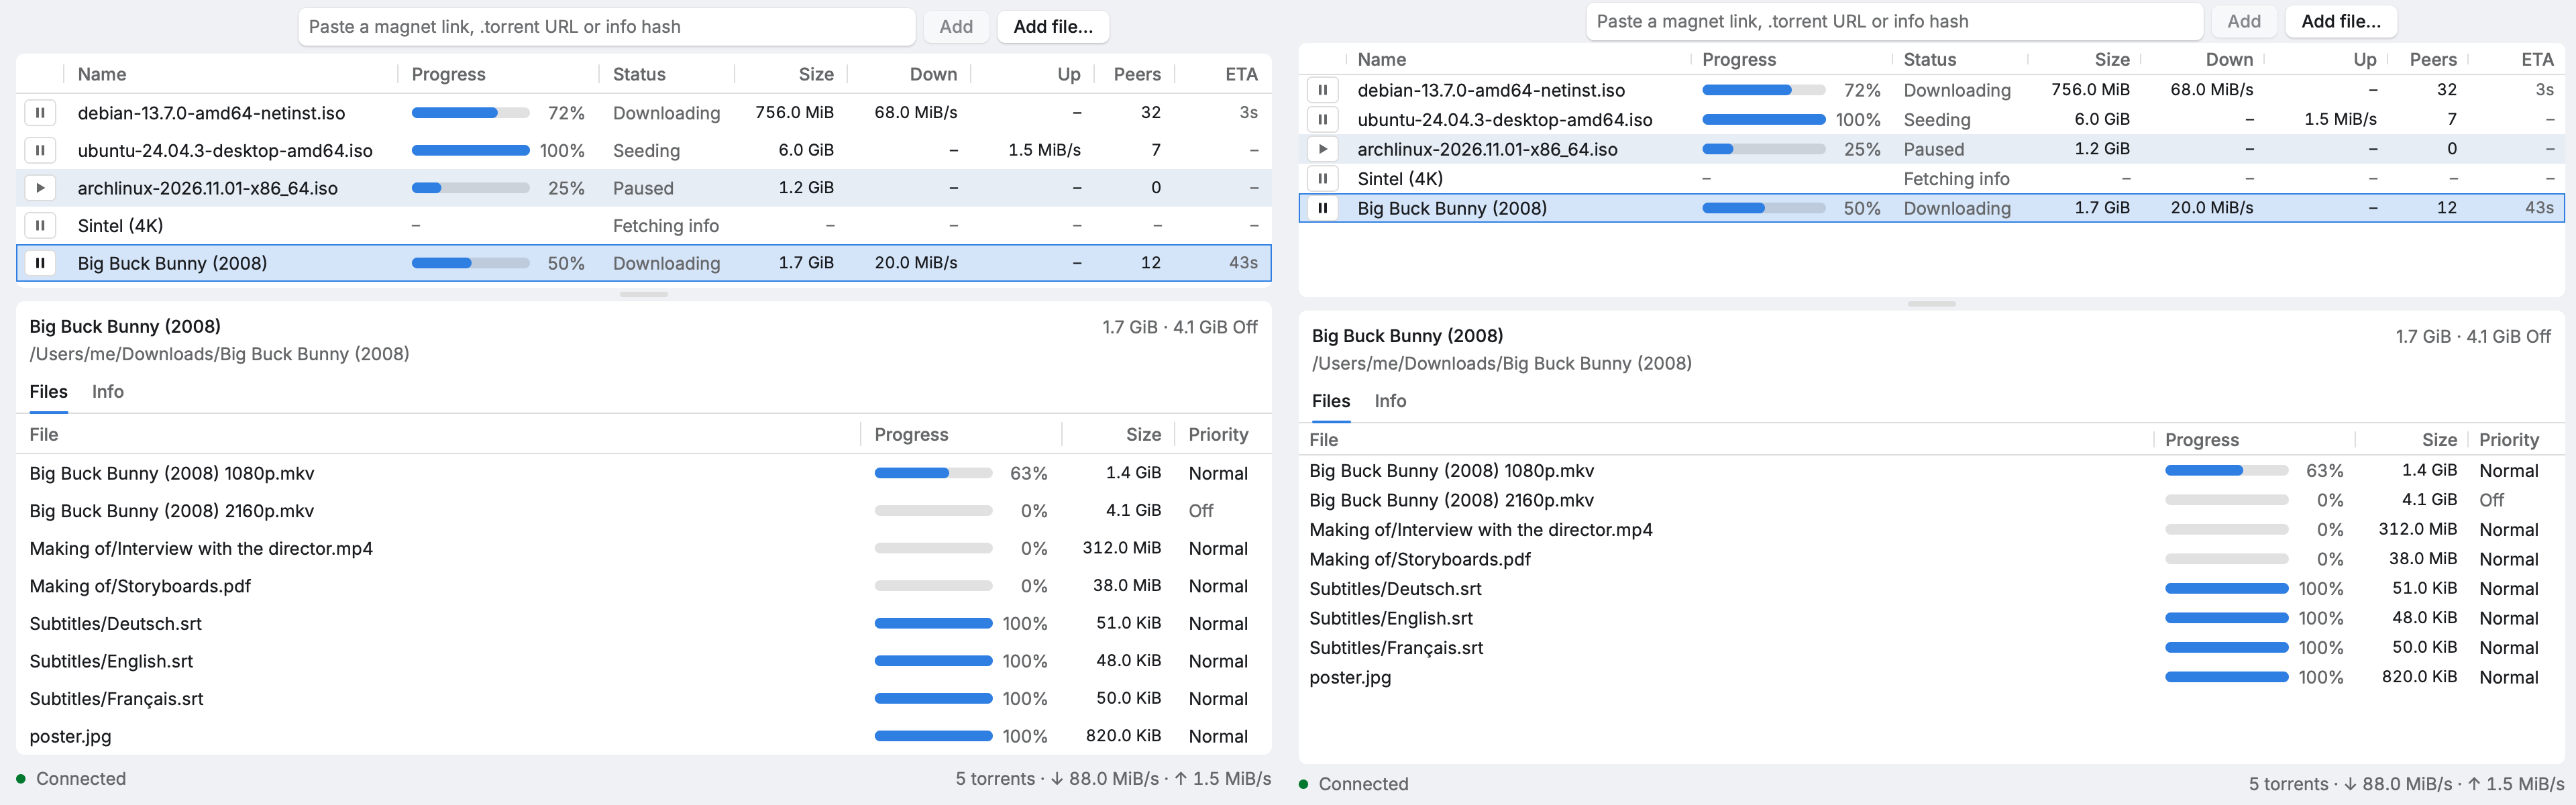 Paste a magnet link, .torrent URL or info hash Add Add file...
Name Progress Status Size Down Up Peers ETA
debian-13.7.0-amd64-netinst.iso 72% Downloading 756.0 MiB 68.0 MiB/s – 32 3s
ubuntu-24.04.3-desktop-amd64.iso 100% Seeding 6.0 GiB – 1.5 MiB/s 7 –
archlinux-2026.11.01-x86_64.iso 25% Paused 1.2 GiB – – 0 –
Sintel (4K) – Fetching info – – – – –
Big Buck Bunny (2008) 50% Downloading 1.7 GiB 20.0 MiB/s – 12 43s
Big Buck Bunny (2008) 1.7 GiB · 4.1 GiB Off
/Users/me/Downloads/Big Buck Bunny (2008)
Files Info
File Progress Size Priority
Big Buck Bunny (2008) 1080p.mkv 63% 1.4 GiB Normal
Big Buck Bunny (2008) 2160p.mkv 0% 4.1 GiB Off
Making of/Interview with the director.mp4 0% 312.0 MiB Normal
Making of/Storyboards.pdf 0% 38.0 MiB Normal
Subtitles/Deutsch.srt 100% 51.0 KiB Normal
Subtitles/English.srt 100% 48.0 KiB Normal
Subtitles/Français.srt 100% 50.0 KiB Normal
poster.jpg 100% 820.0 KiB Normal
Connected 5 torrents · ↓ 88.0 MiB/s · ↑ 1.5 MiB/s
Paste a magnet link, .torrent URL or info hash Add Add file...
Name Progress Status Size Down Up Peers ETA
debian-13.7.0-amd64-netinst.iso 72% Downloading 756.0 MiB 68.0 MiB/s – 32 3s
ubuntu-24.04.3-desktop-amd64.iso 100% Seeding 6.0 GiB – 1.5 MiB/s 7 –
archlinux-2026.11.01-x86_64.iso 25% Paused 1.2 GiB – – 0 –
Sintel (4K) – Fetching info – – – – –
Big Buck Bunny (2008) 50% Downloading 1.7 GiB 20.0 MiB/s – 12 43s
Big Buck Bunny (2008) 1.7 GiB · 4.1 GiB Off
/Users/me/Downloads/Big Buck Bunny (2008)
Files Info
File Progress Size Priority
Big Buck Bunny (2008) 1080p.mkv 63% 1.4 GiB Normal
Big Buck Bunny (2008) 2160p.mkv 0% 4.1 GiB Off
Making of/Interview with the director.mp4 0% 312.0 MiB Normal
Making of/Storyboards.pdf 0% 38.0 MiB Normal
Subtitles/Deutsch.srt 100% 51.0 KiB Normal
Subtitles/English.srt 100% 48.0 KiB Normal
Subtitles/Français.srt 100% 50.0 KiB Normal
poster.jpg 100% 820.0 KiB Normal
Connected 5 torrents · ↓ 88.0 MiB/s · ↑ 1.5 MiB/s